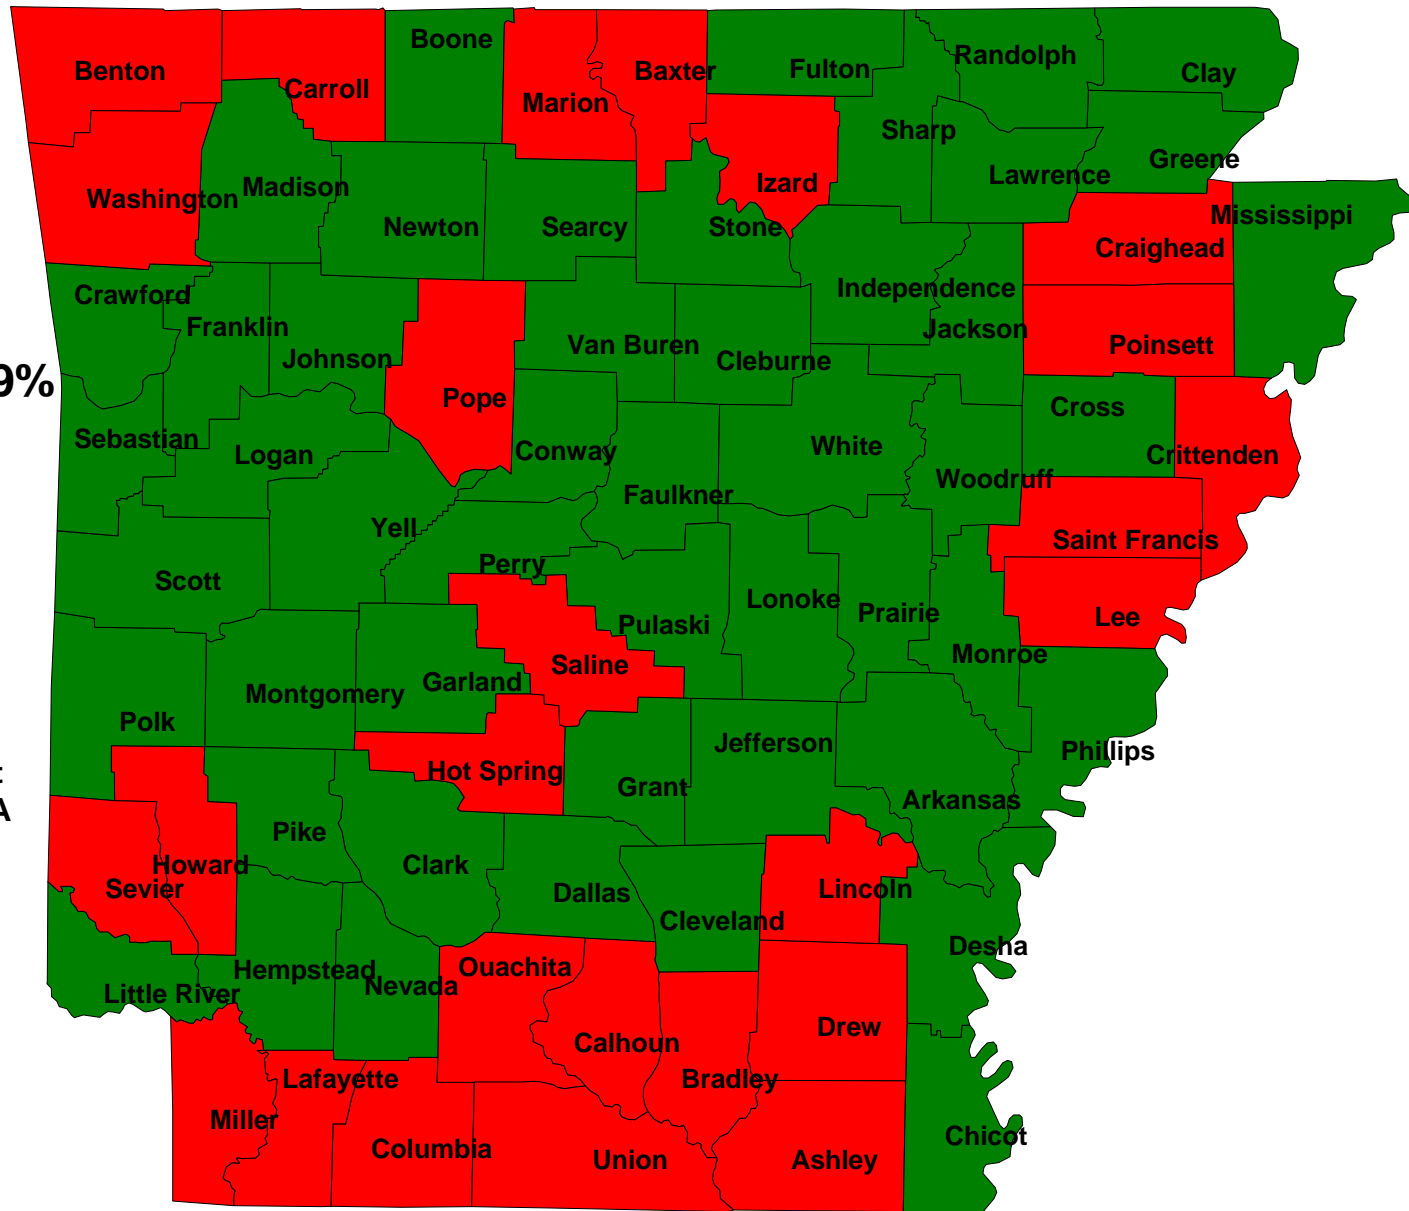 Boone
Randolph
Benton
Baxter
Fulton
Clay
Carroll
Marion
Sharp
Greene
Lawrence
Izard
Madison
Washington
Mississippi
Newton
Searcy
Stone
Craighead
Independence
Crawford
Franklin
Jackson
Van Buren
Poinsett
Johnson
Cleburne
9%
Pope
Cross
Sebastian
White
Conway
Logan
Crittenden
Woodruff
Faulkner
Yell
Saint Francis
Perry
Scott
Lonoke
Prairie
Lee
Pulaski
Monroe
Saline
Garland
Montgomery
Polk
Jefferson
Phillips
Hot Spring
t
Grant
Arkansas
A
Pike
Howard
Clark
Sevier
Lincoln
Dallas
Cleveland
Desha
Ouachita
Hempstead
Nevada
Little River
Drew
Calhoun
Lafayette
Bradley
Miller
Chicot
Columbia
Union
Ashley